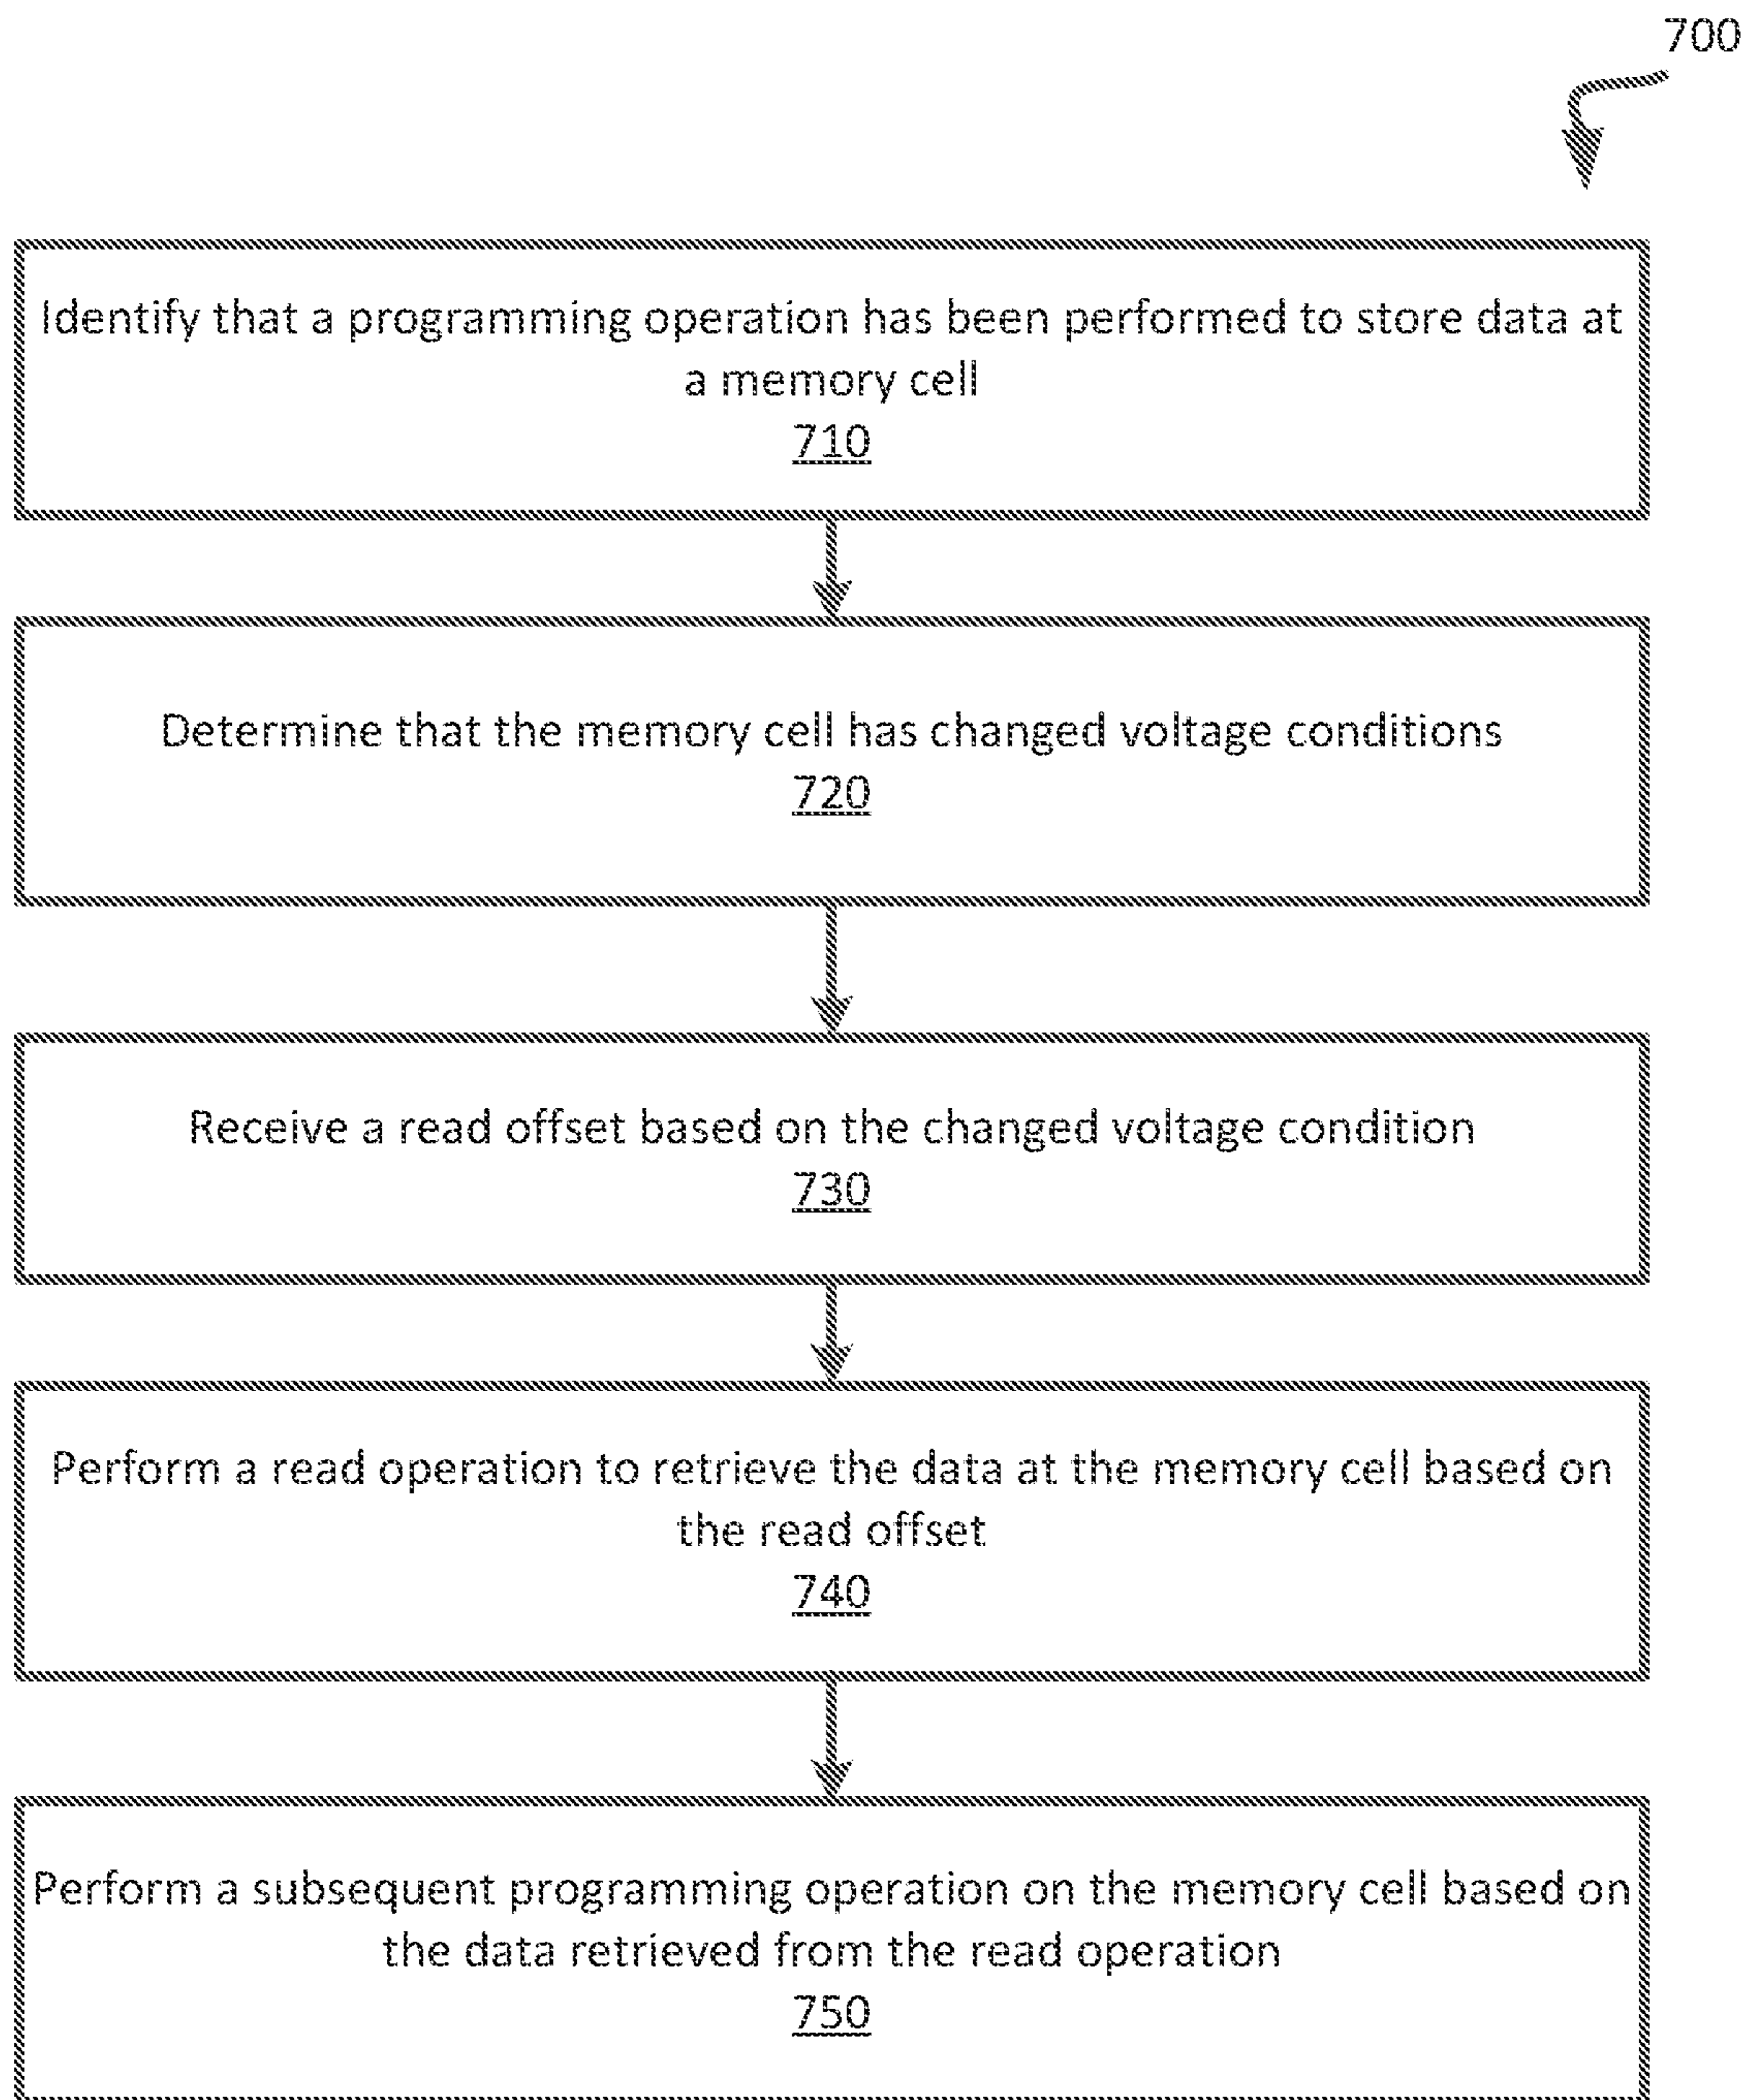 700
Identify that a programming operation has been performed to store data at
a memory cell
710
Determine that the memory cell has changed voltage conditions
720
Receive a read offset based on the changed voltage condition
730
Perform a read operation to retrieve the data at the memory cell based on
the read offset
740
Perform a subsequent programming operation on the memory cell based on
the data retrieved from the read operation
750